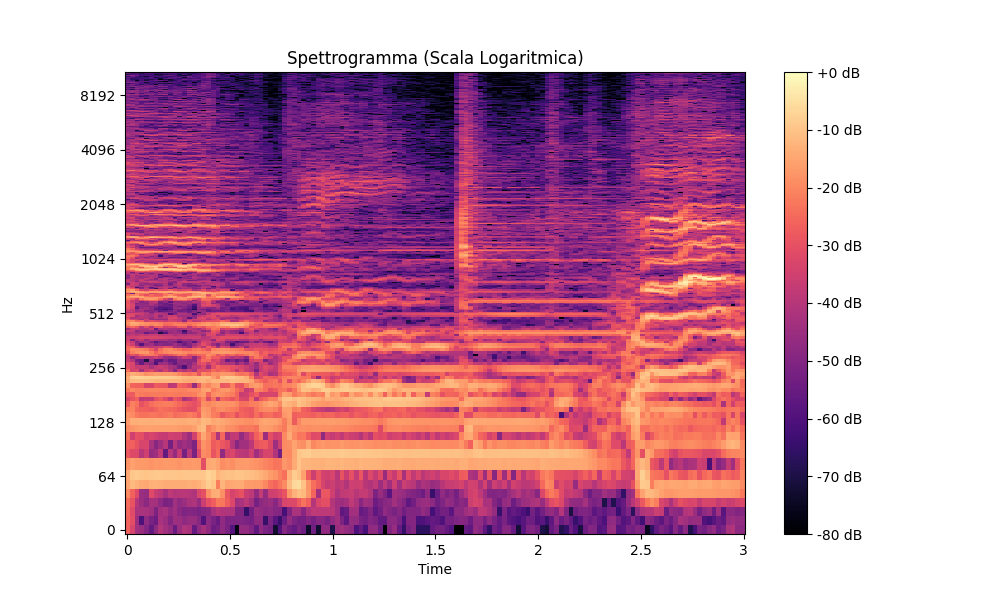 Spettrogramma (Scala Logaritmica)
Hz
8192
4096
2048
1024
512
256
128
64
0
0
0.5
1
1.5
2
2.5
3
Time
+0 dB
-10 dB
-20 dB
-30 dB
-40 dB
-50 dB
-60 dB
-70 dB
-80 dB